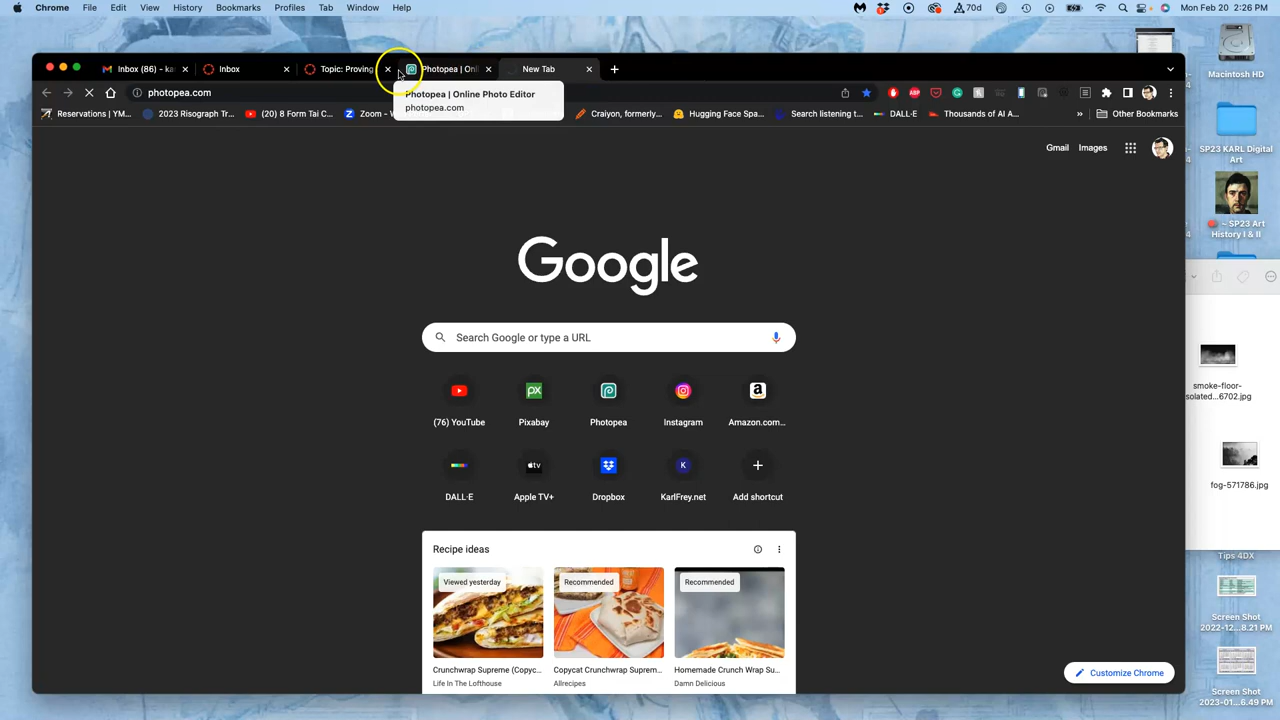 Chrome File Edit View History Bookmarks Profiles Tab Window Help 70d Mon Feb 20 2:26 PM
Inbox (86) - ka Inbox Topic: Proving Photopea | Onli New Tab
photopea.com
Photopea | Online Photo Editor
photopea.com
Reservations | YM... 2023 Risograph Tr... (20) 8 Form Tai C... Zoom - Craiyon, formerly... Hugging Face Spa... Search listening t... DALL·E Thousands of AI A... » Other Bookmarks
Gmail Images
Google
Search Google or type a URL
(76) YouTube Pixabay Photopea Instagram Amazon.com...
DALL·E Apple TV+ Dropbox KarlFrey.net Add shortcut
Recipe ideas
Viewed yesterday Recommended Recommended
Crunchwrap Supreme (Copyc... Copycat Crunchwrap Suprem... Homemade Crunch Wrap Su...
Life In The Lofthouse Allrecipes Damn Delicious
Customize Chrome
Macintosh HD
SP23 KARL Digital
Art
~ SP23 Art
History I & II
smoke-floor-
solated...6702.jpg
fog-571786.jpg
Tips 4DX
Screen Shot
2022-12...8.21 PM
Screen Shot
2023-01...6.49 PM